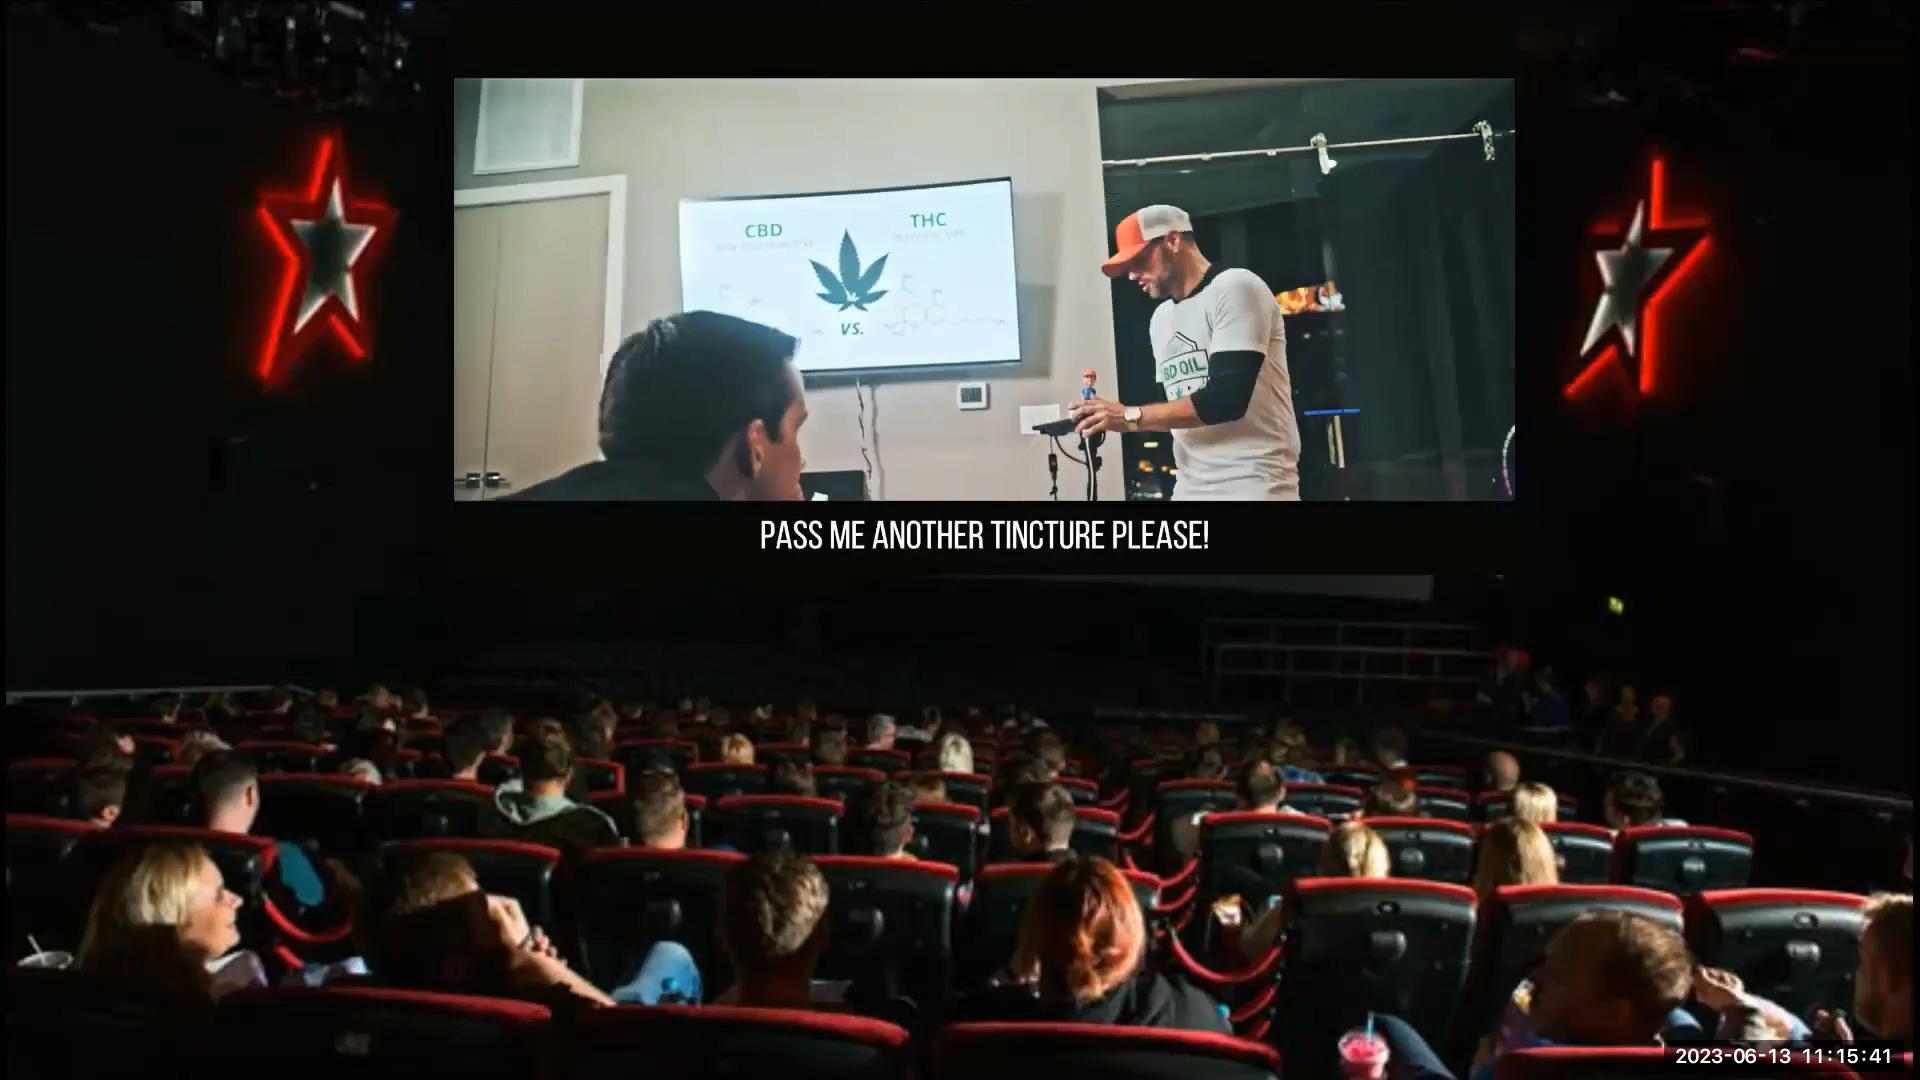 CBD
THC
VS.
BD OIL
PASS ME ANOTHER TINCTURE PLEASE!
2023-06-13 11:15:41